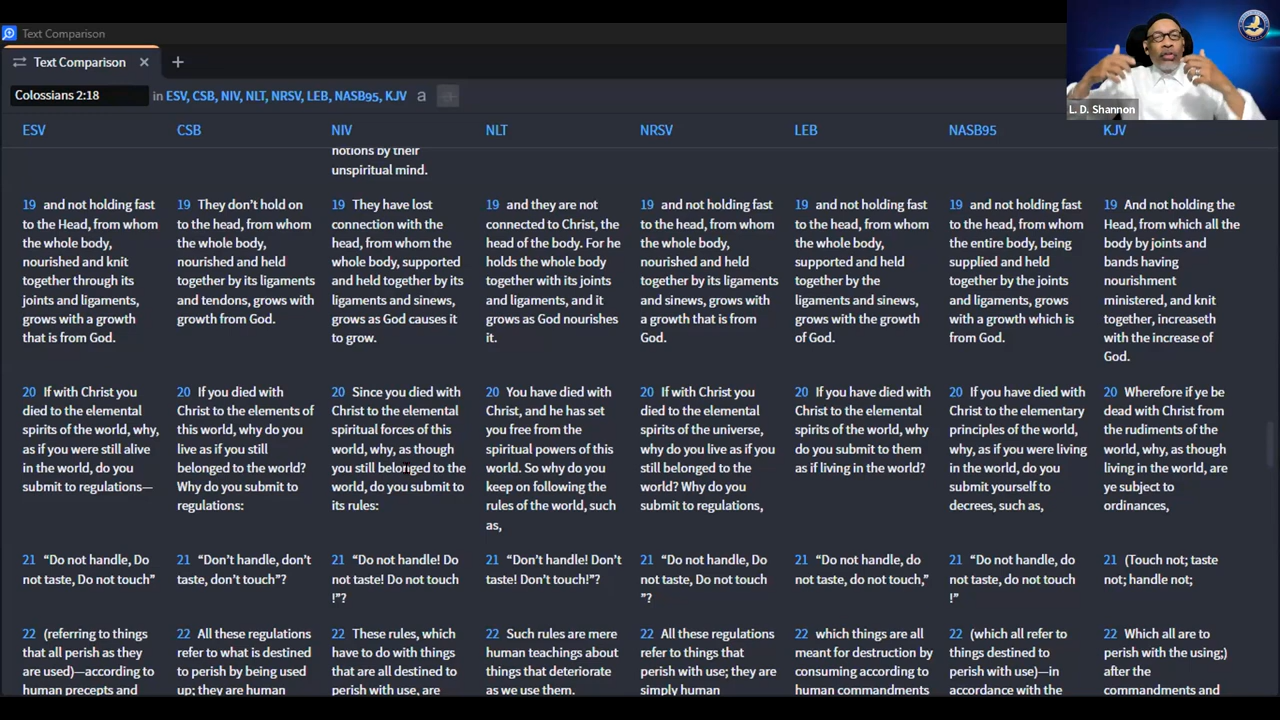 Text Comparison
Text Comparison
Colossians 2:18 in ESV, CSB, NIV, NLT, NRSV, LEB, NASB95, KJV a
L. D. Shannon
ESV
CSB
NIV
NLT
NRSV
LEB
NASB95
KJV
notions by their
unspiritual mind.
19 and not holding fast
to the Head, from whom
the whole body,
nourished and knit
together through its
joints and ligaments,
grows with a growth
that is from God.
19 They don’t hold on
to the head, from whom
the whole body,
nourished and held
together by its ligaments
and tendons, grows with
growth from God.
19 They have lost
connection with the
head, from whom the
whole body, supported
and held together by its
ligaments and sinews,
grows as God causes it
to grow.
19 and they are not
connected to Christ, the
head of the body. For he
holds the whole body
together with its joints
and ligaments, and it
grows as God nourishes
it.
19 and not holding fast
to the head, from whom
the whole body,
nourished and held
together by its ligaments
and sinews, grows with
a growth that is from
God.
19 and not holding fast
to the head, from whom
the whole body,
supported and held
together by the
ligaments and sinews,
grows with the growth
of God.
19 and not holding fast
to the head, from whom
the entire body, being
supplied and held
together by the joints
and ligaments, grows
with a growth which is
from God.
19 And not holding the
Head, from which all the
body by joints and
bands having
nourishment
ministered, and knit
together, increaseth
with the increase of
God.
20 If with Christ you
died to the elemental
spirits of the world, why,
as if you were still alive
in the world, do you
submit to regulations—
20 If you died with
Christ to the elements of
this world, why do you
live as if you still
belonged to the world?
Why do you submit to
regulations:
20 Since you died with
Christ to the elemental
spiritual forces of this
world, why, as though
you still belonged to the
world, do you submit to
its rules:
20 You have died with
Christ, and he has set
you free from the
spiritual powers of this
world. So why do you
keep on following the
rules of the world, such
as,
20 If with Christ you
died to the elemental
spirits of the universe,
why do you live as if you
still belonged to the
world? Why do you
submit to regulations,
20 If you have died with
Christ to the elemental
spirits of the world, why
do you submit to them
as if living in the world?
20 If you have died with
Christ to the elementary
principles of the world,
why, as if you were living
in the world, do you
submit yourself to
decrees, such as,
20 Wherefore if ye be
dead with Christ from
the rudiments of the
world, why, as though
living in the world, are
ye subject to
ordinances,
21 “Do not handle, Do
not taste, Do not touch”
21 “Don’t handle, don’t
taste, don’t touch”?
21 “Do not handle! Do
not taste! Do not touch
!”?
21 “Don’t handle! Don’t
taste! Don’t touch!”?
21 “Do not handle, Do
not taste, Do not touch
”?
21 “Do not handle, do
not taste, do not touch,”
21 “Do not handle, do
not taste, do not touch
!”
21 (Touch not; taste
not; handle not;
22 (referring to things
that all perish as they
are used)—according to
human precepts and
22 All these regulations
refer to what is destined
to perish by being used
up; they are human
22 These rules, which
have to do with things
that are all destined to
perish with use, are
22 Such rules are mere
human teachings about
things that deteriorate
as we use them.
22 All these regulations
refer to things that
perish with use; they are
simply human
22 which things are all
meant for destruction by
consuming according to
human commandments
22 (which all refer to
things destined to
perish with use)—in
accordance with the
22 Which all are to
perish with the using;)
after the
commandments and